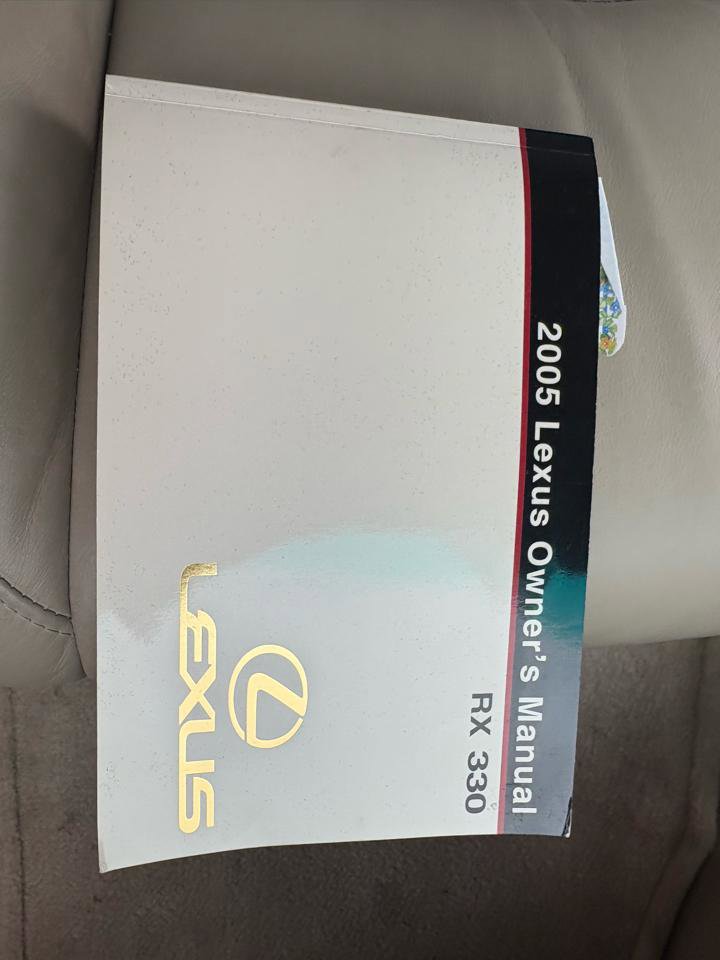 2005 Lexus Owner's Manual
RX 330
LEXUS